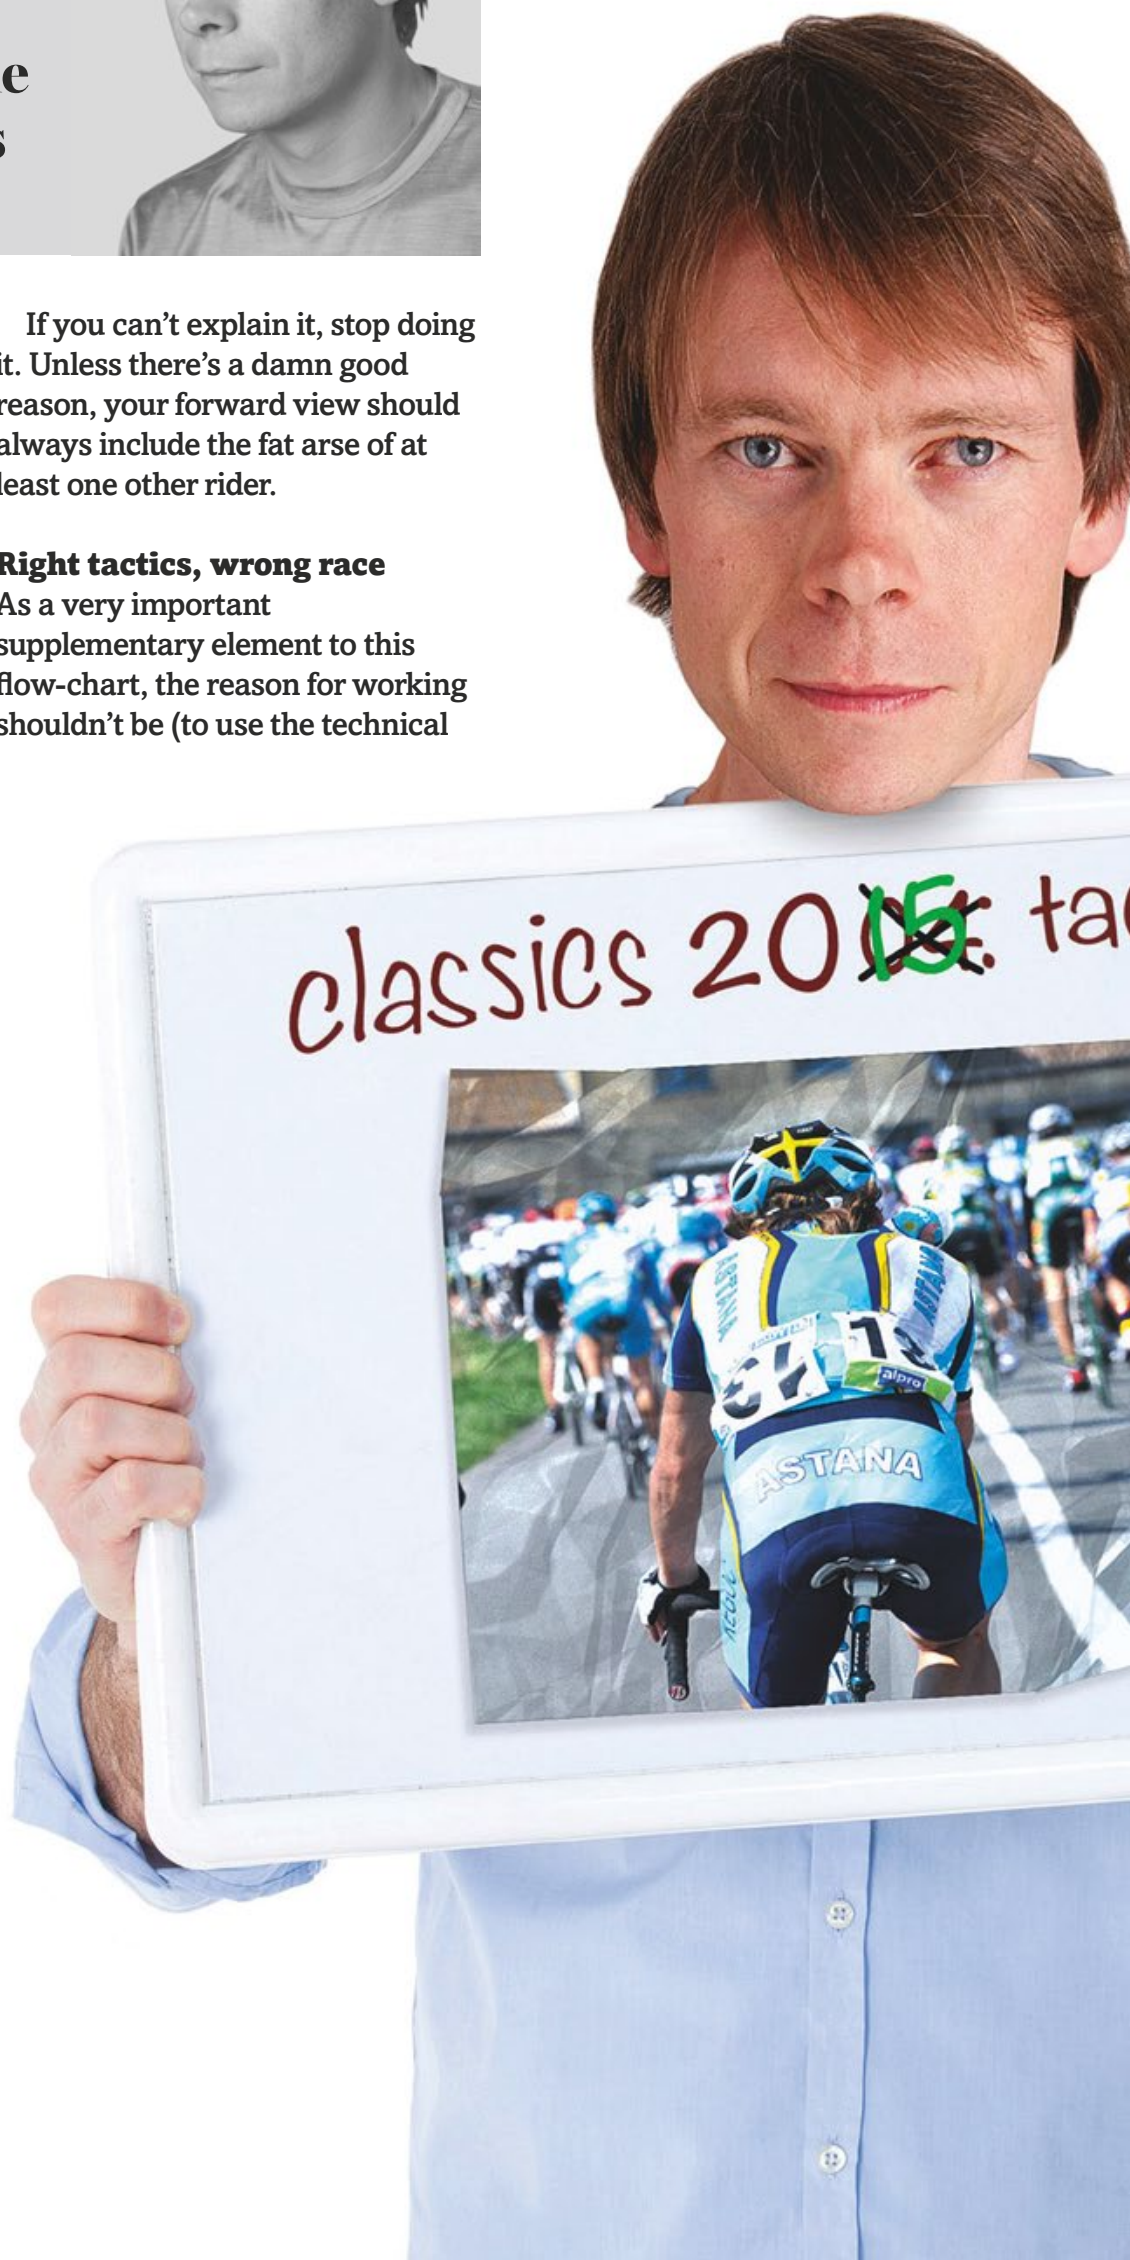 If you can't explain it, stop doing
it. Unless there's a damn good
reason, your forward view should
always include the fat arse of at
least one other rider.
Right tactics, wrong race
As a very important
supplementary element to this
flow-chart, the reason for working
shouldn't be (to use the technical
classics 2015
ASTANA
ASTANA
13
alpro
ASTANA